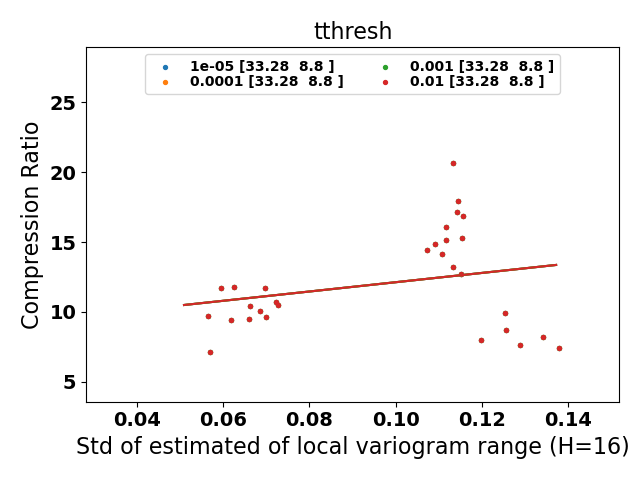 tthresh
1e-05 [33.28  8.8 ]
0.0001 [33.28  8.8 ]
0.001 [33.28  8.8 ]
0.01 [33.28  8.8 ]
Compression Ratio
25
20
15
10
5
0.04 0.06 0.08 0.10 0.12 0.14
Std of estimated of local variogram range (H=16)